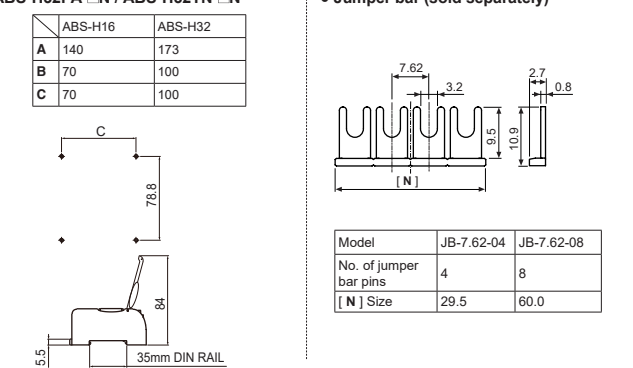 • Jumper bar (sold separately)
ABS-H16 ABS-H32
A 140 173
B 70 100
C 70 100
C
78.8
84
5.5
35mm DIN RAIL
7.62
3.2
2.7
0.8
9.5
10.9
[ N ]
Model JB-7.62-04 JB-7.62-08
No. of jumper
bar pins 4 8
[ N ] Size 29.5 60.0